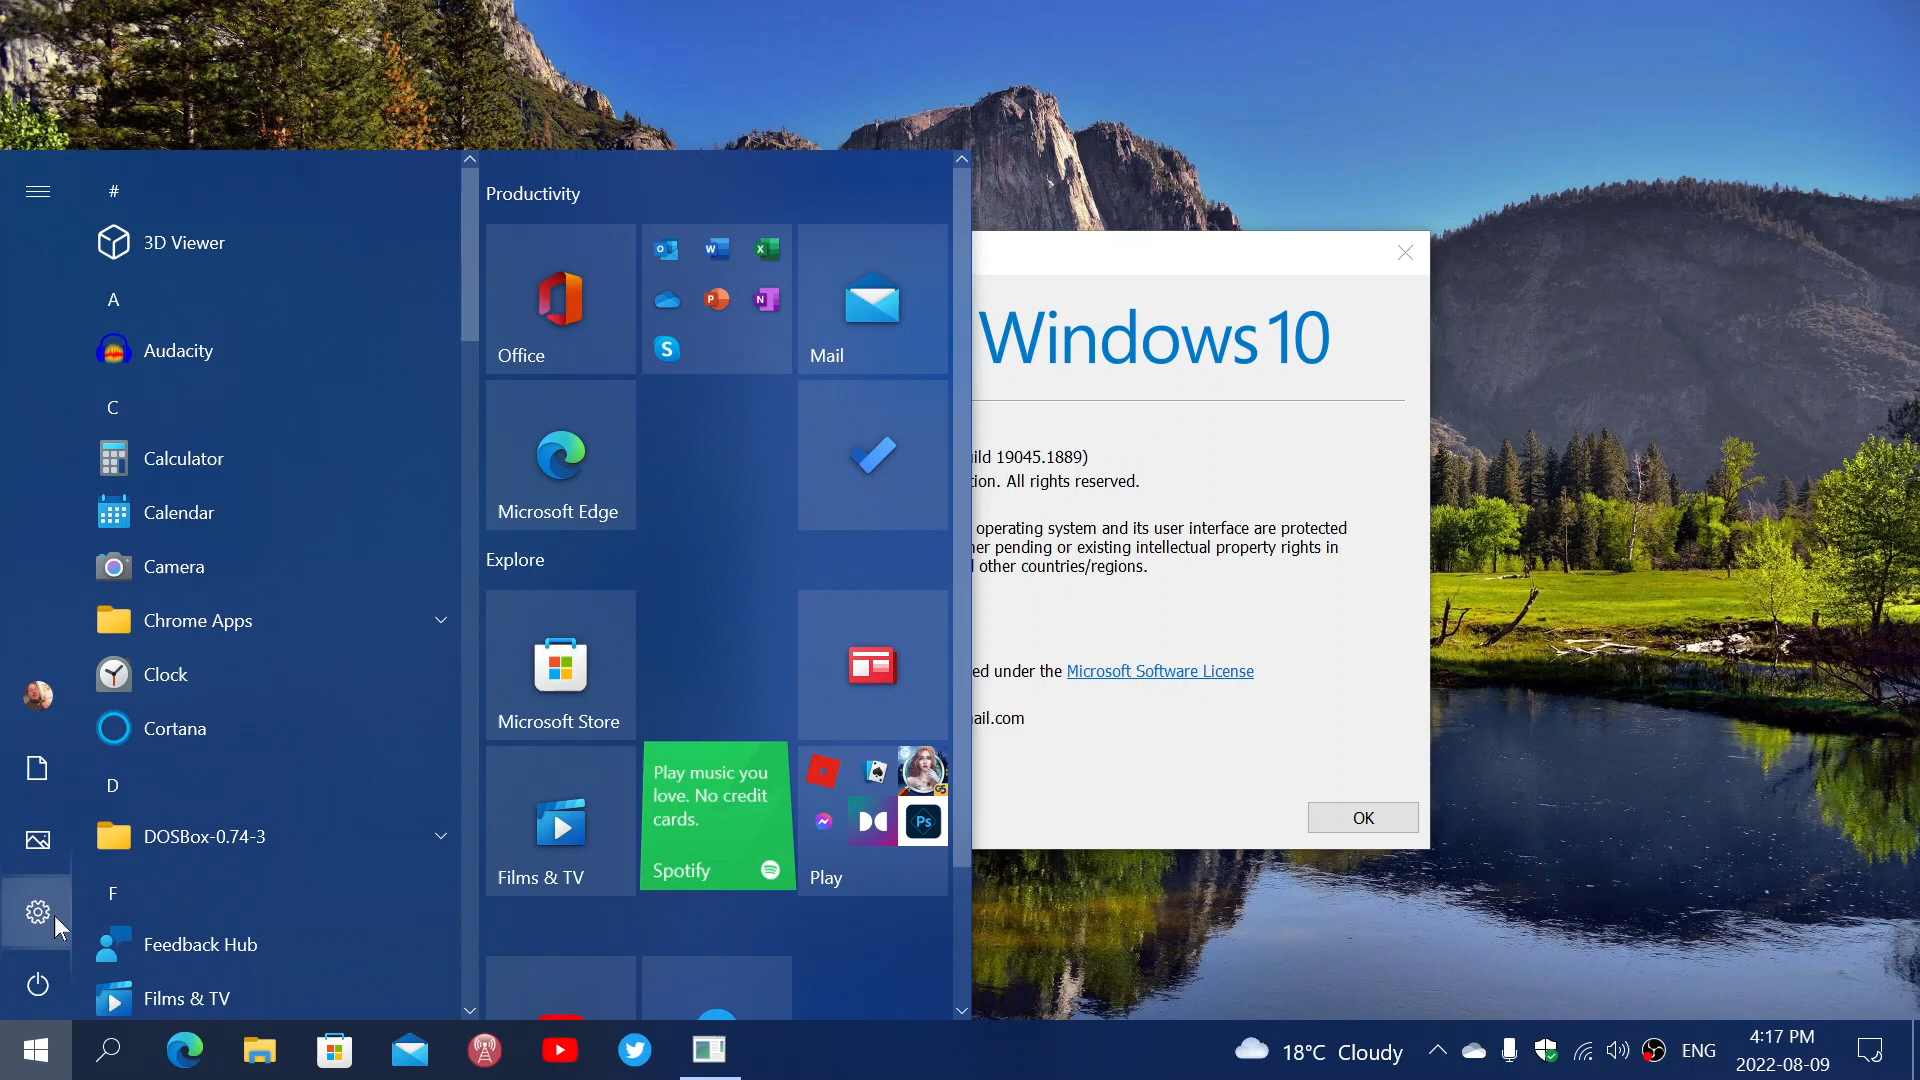 #
3D Viewer
A
Audacity
C
Calculator
Calendar
Camera
Chrome Apps
Clock
Cortana
D
DOSBox-0.74-3
F
Feedback Hub
Films & TV
Productivity
Office
Mail
Microsoft Edge
Explore
Microsoft Store
Films & TV
Play music you
love. No credit
cards.
Spotify
Play
Windows 10
ild 19045.1889)
tion. All rights reserved.
operating system and its user interface are protected
er pending or existing intellectual property rights in
other countries/regions.
ed under the Microsoft Software License
ail.com
OK
18°C Cloudy
ENG
4:17 PM
2022-08-09